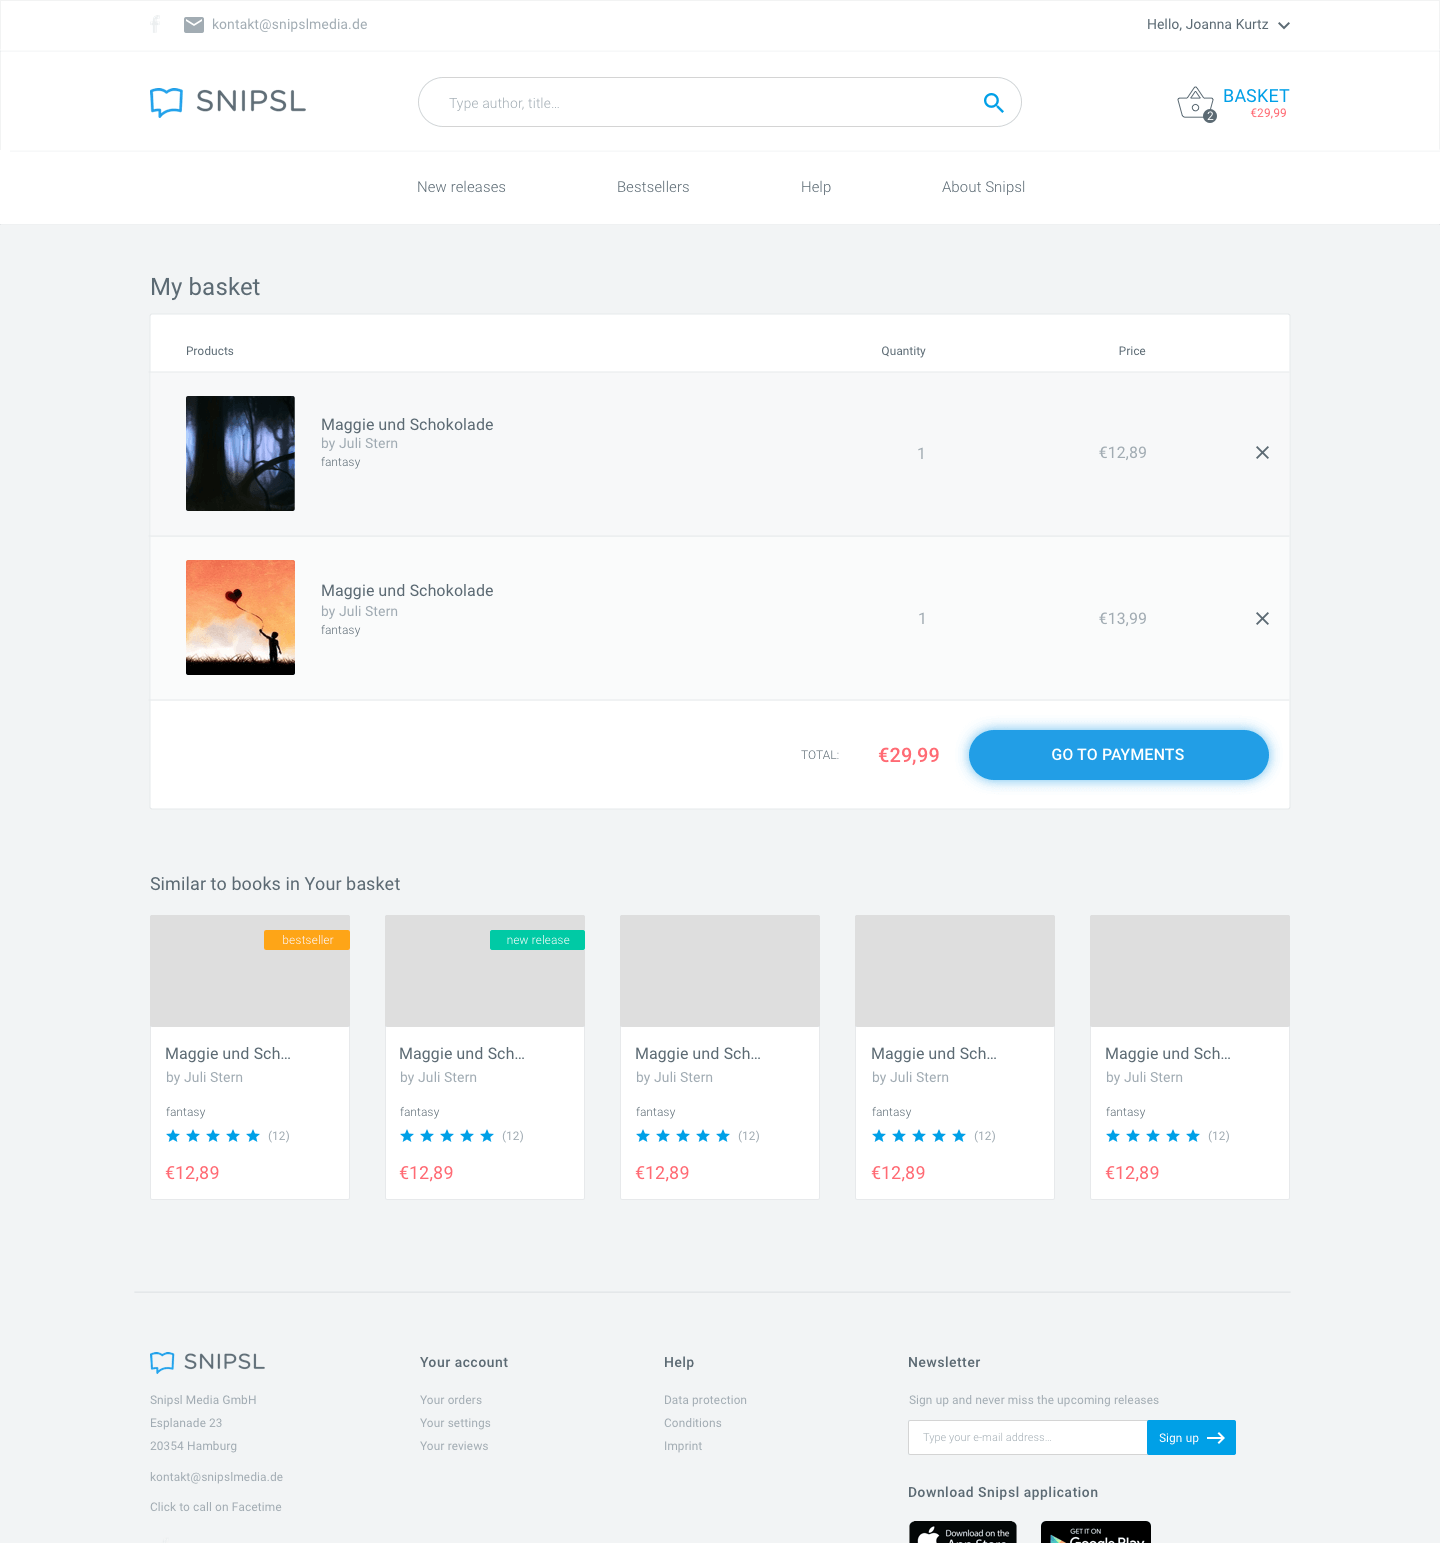 kontakt@snipslmedia.de
Hello, Joanna Kurtz
SNIPSL
Type author, title...
2
BASKET
€29,99
New releases
Bestsellers
Help
About Snipsl
My basket
Products
Quantity
Price
Maggie und Schokolade
by Juli Stern
fantasy
1
€12,89
Maggie und Schokolade
by Juli Stern
fantasy
1
€13,99
TOTAL:
€29,99
GO TO PAYMENTS
Similar to books in Your basket
bestseller
Maggie und Sch...
by Juli Stern
fantasy
(12)
€12,89
new release
Maggie und Sch...
by Juli Stern
fantasy
(12)
€12,89
Maggie und Sch...
by Juli Stern
fantasy
(12)
€12,89
Maggie und Sch...
by Juli Stern
fantasy
(12)
€12,89
Maggie und Sch...
by Juli Stern
fantasy
(12)
€12,89
SNIPSL
Snipsl Media GmbH
Esplanade 23
20354 Hamburg
kontakt@snipslmedia.de
Click to call on Facetime
Your account
Your orders
Your settings
Your reviews
Help
Data protection
Conditions
Imprint
Newsletter
Sign up and never miss the upcoming releases
Type your e-mail address...
Sign up
Download Snipsl application
Download on the
App Store
GET IT ON
Google Play